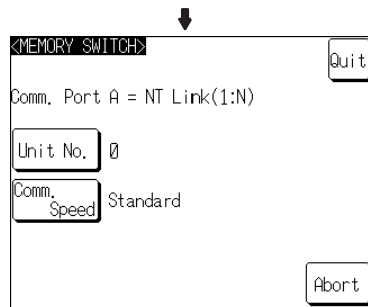 <MEMORY SWITCH>
Quit
Comm. Port A = NT Link(1:N)
Unit No. 0
Comm.
Speed Standard
Abort